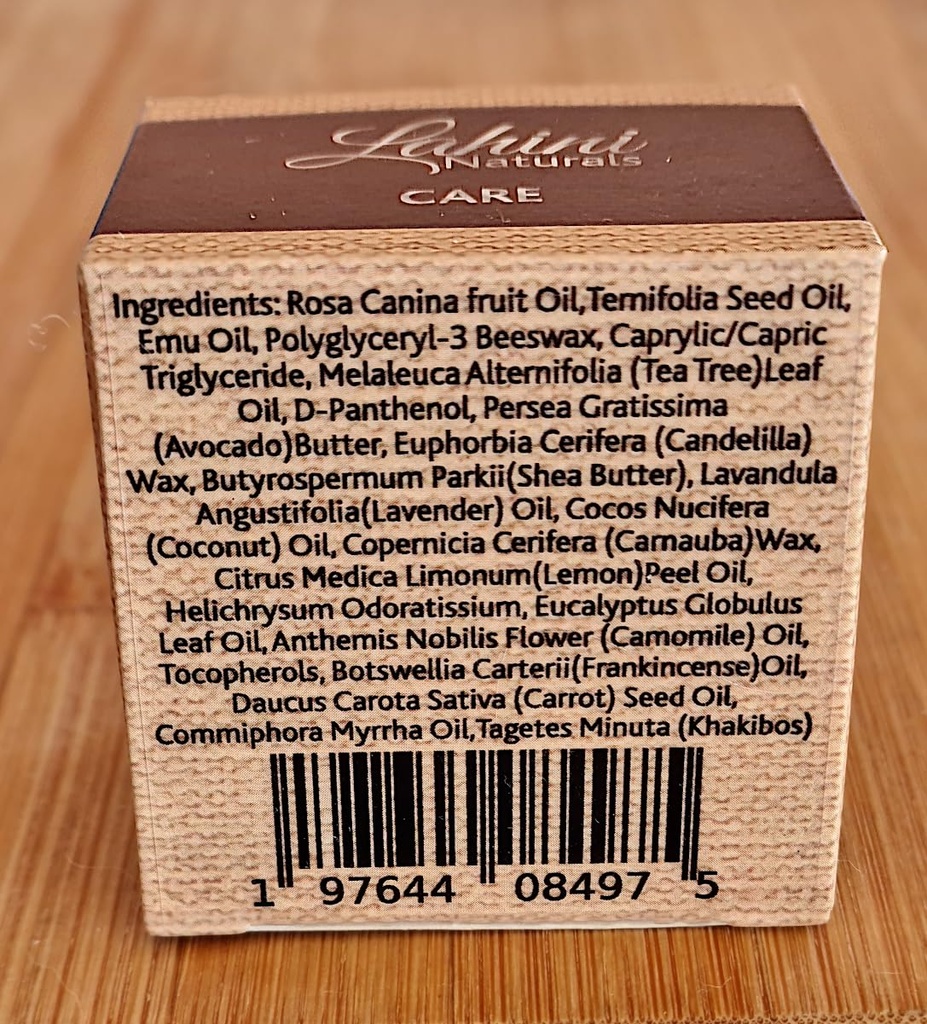 Lahini
Naturals
CARE
Ingredients: Rosa Canina fruit Oil,Ternifolia Seed Oil,
Emu Oil, Polyglyceryl-3 Beeswax, Caprylic/Capric
Triglyceride, Melaleuca Alternifolia (Tea Tree)Leaf
Oil, D-Panthenol, Persea Gratissima
(Avocado)Butter, Euphorbia Cerifera (Candelilla)
Wax, Butyrospermum Parkii(Shea Butter), Lavandula
Angustifolia(Lavender) Oil, Cocos Nucifera
(Coconut) Oil, Copernicia Cerifera (Carnauba)Wax,
Citrus Medica Limonum(Lemon)Peel Oil,
Helichrysum Odoratissium, Eucalyptus Globulus
Leaf Oil, Anthemis Nobilis Flower (Camomile) Oil,
Tocopherols, Botswellia Carterii(Frankincense)Oil,
Daucus Carota Sativa (Carrot) Seed Oil,
Commiphora Myrrha Oil,Tagetes Minuta (Khakibos)
1 97644 08497 5